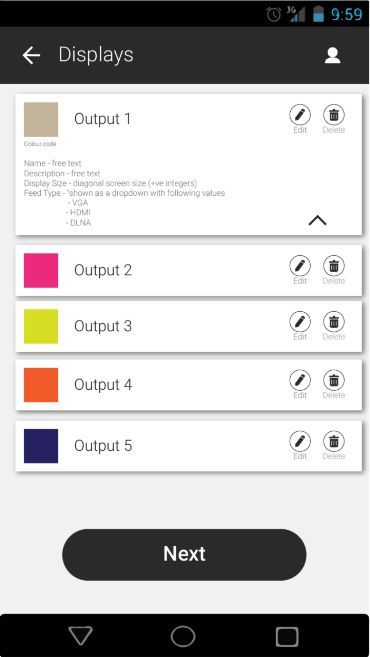 3G 9:59
Displays
Output 1
Edit Delete
Colour code
Name - free text
Description - free text
Display Size - diagonal screen size (+ve integers)
Feed Type - "shown as a dropdown with following values
- VGA
- HDMI
- DLNA
Output 2
Edit Delete
Output 3
Edit Delete
Output 4
Edit Delete
Output 5
Edit Delete
Next